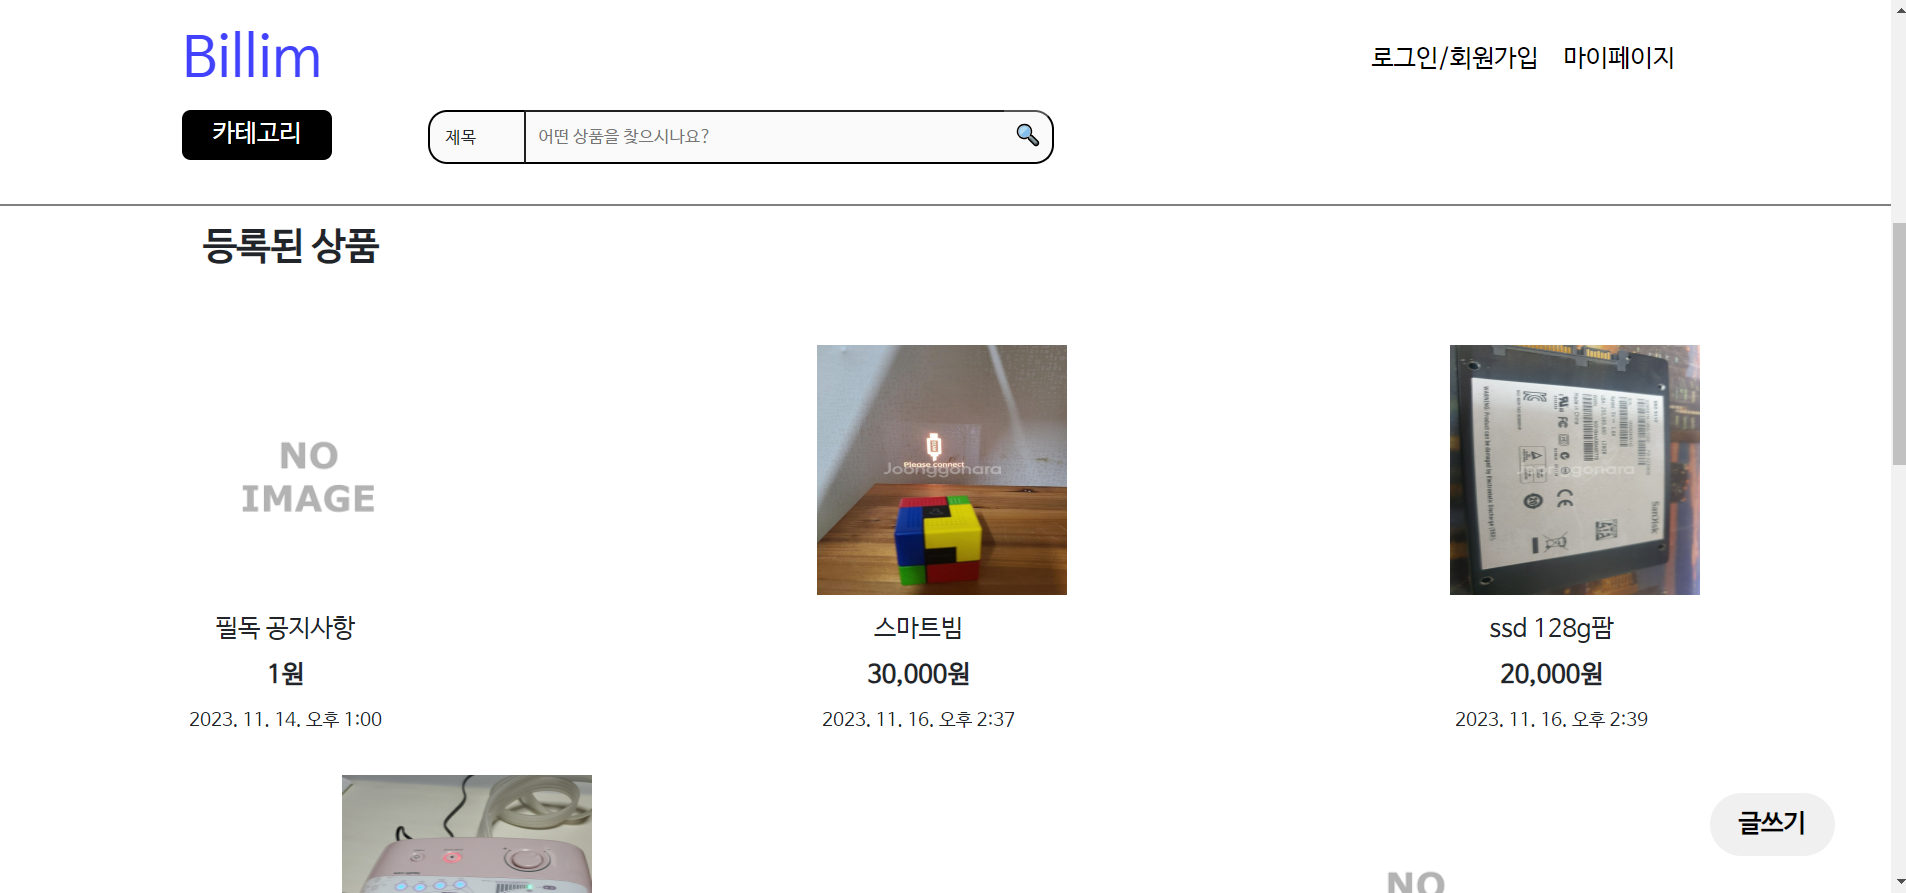 Billim
로그인/회원가입 마이페이지
카테고리
제목
어떤 상품을 찾으시나요?
등록된 상품
NO
IMAGE
Please connect
Joonggonara
Joonggonara
SanDisk
필독 공지사항
스마트빔
ssd 128g팜
1원
30,000원
20,000원
2023. 11. 14. 오후 1:00
2023. 11. 16. 오후 2:37
2023. 11. 16. 오후 2:39
글쓰기
NO